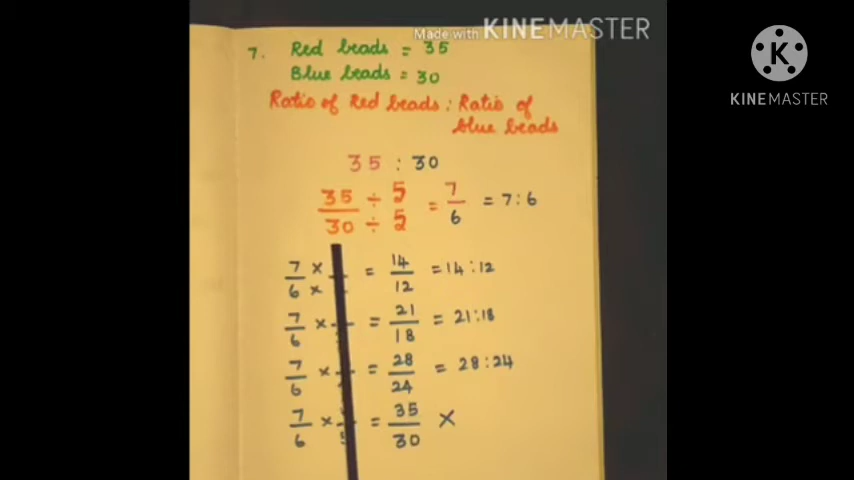 Made with KINEMASTER
KINEMASTER
7. Red beads = 35
Blue beads = 30
Ratio of Red beads : Ratio of
blue beads
35 : 30
35 ÷ 5 / 30 ÷ 5 = 7/6 = 7:6
7 × / 6 × = 14/12 = 14:12
7/6 × = 21/18 = 21:18
7/6 × = 28/24 = 28:24
7/6 × = 35/30 ×